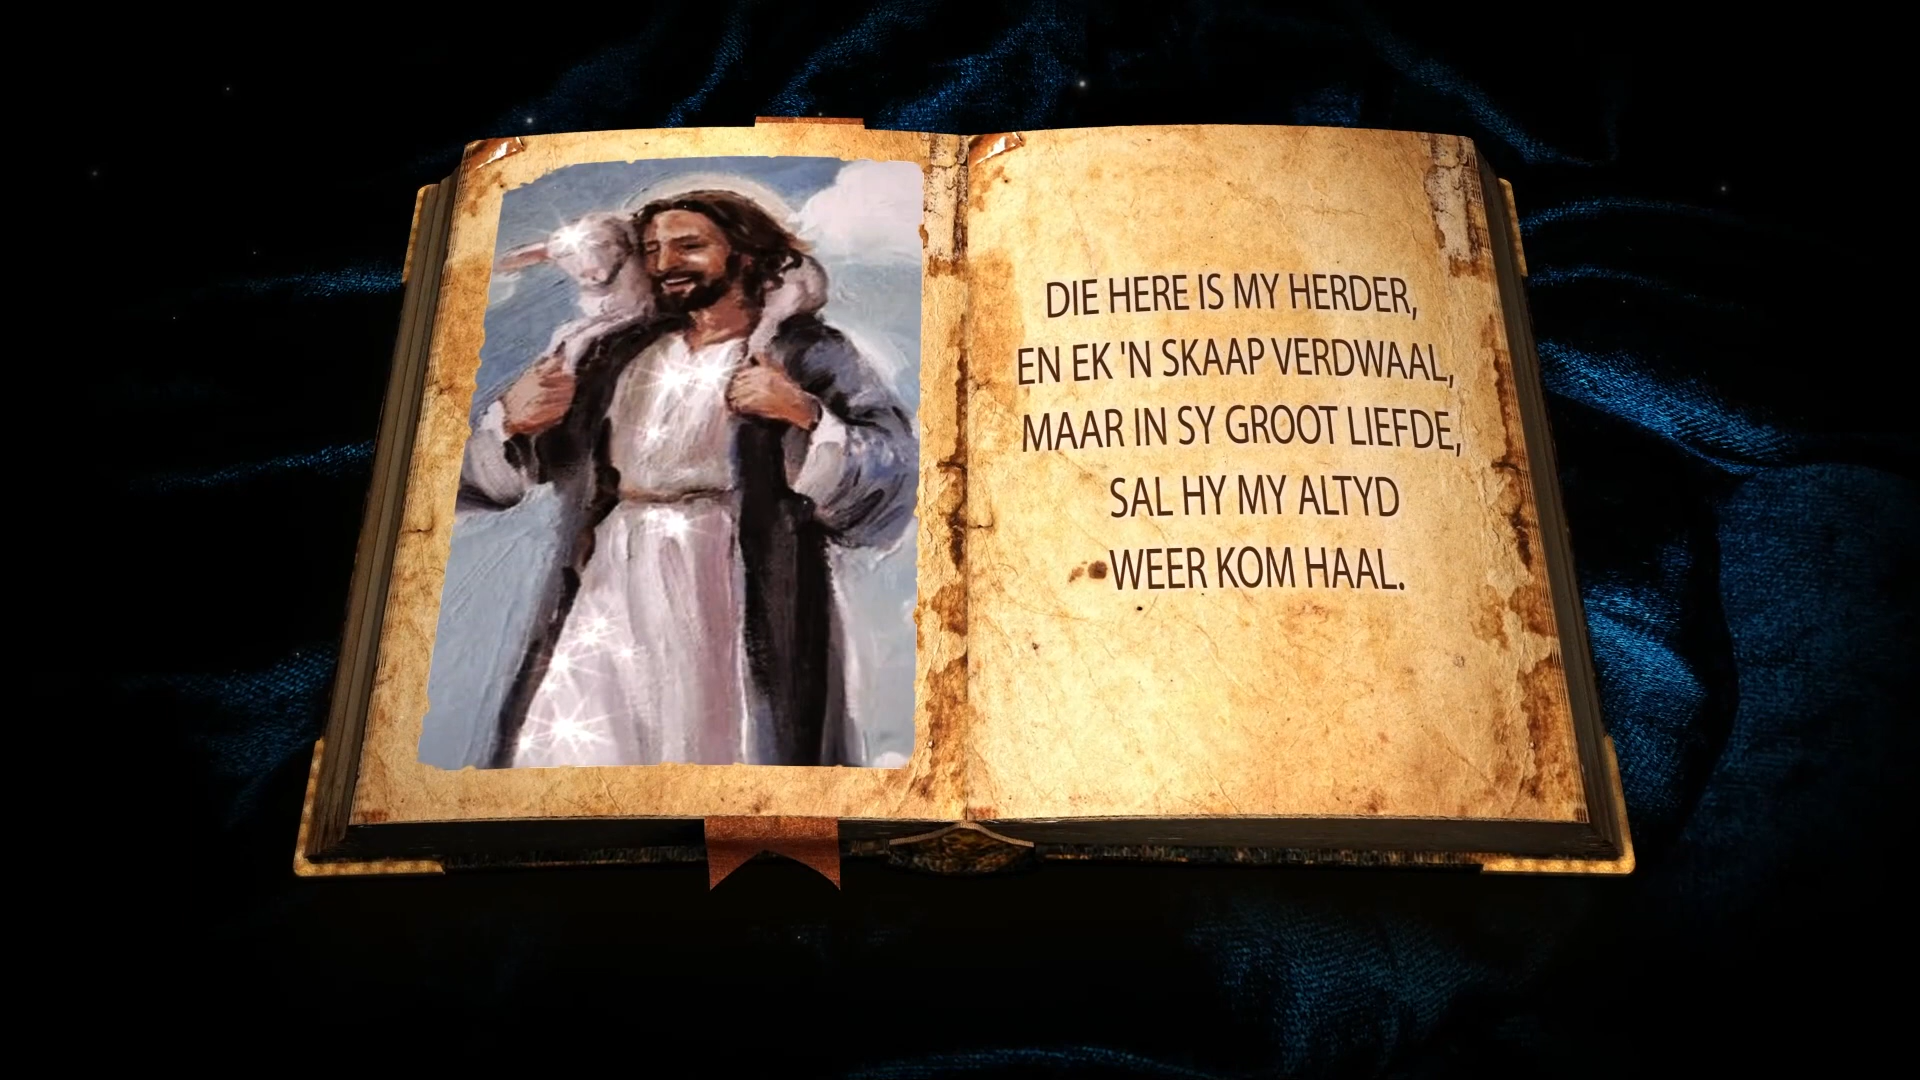 DIE HERE IS MY HERDER,
EN EK 'N SKAAP VERDWAAL,
MAAR IN SY GROOT LIEFDE,
SAL HY MY ALTYD
WEER KOM HAAL.